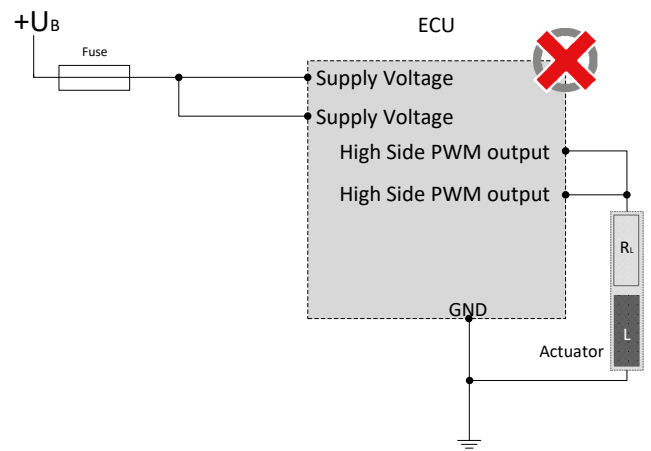 +UB
ECU
Fuse
Supply Voltage
Supply Voltage
High Side PWM output
High Side PWM output
RL
GND
L
Actuator